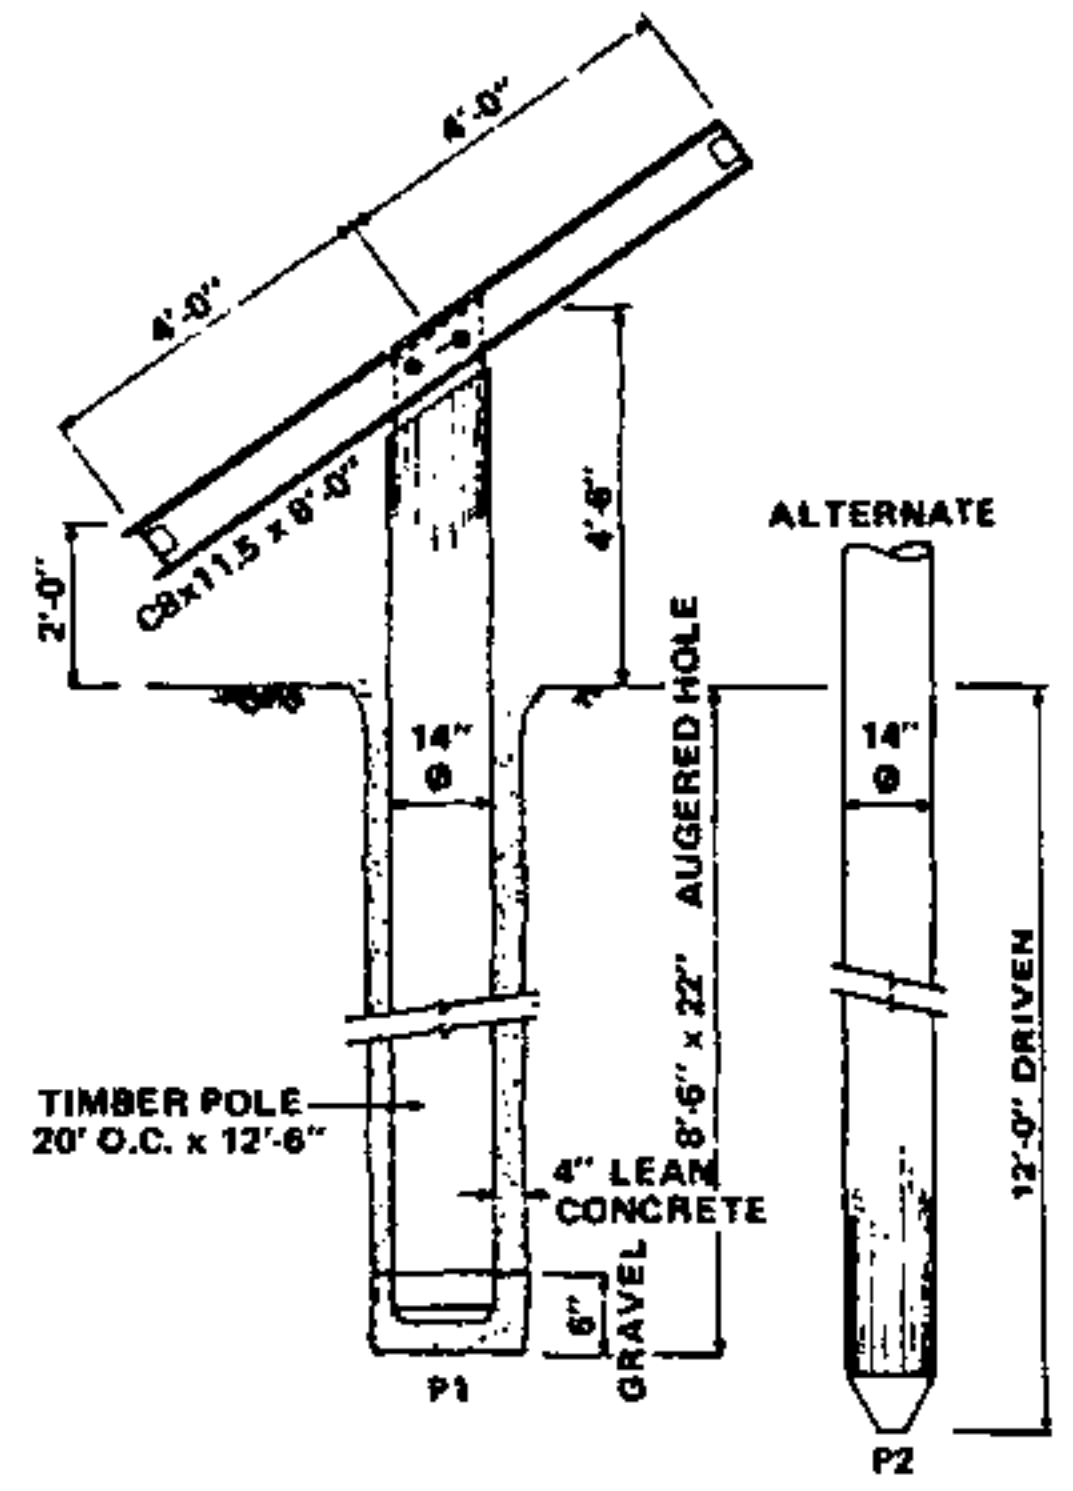 4'-0"
4'-0"
C8x11.5 x 8'-0"
2'-0"
4'-6"
ALTERNATE
14"
Ø
14"
Ø
8'-6" x 22" AUGERED HOLE
12'-0" DRIVEN
TIMBER POLE
20' O.C. x 12'-6"
4" LEAN
CONCRETE
6"
GRAVEL
P1
P2